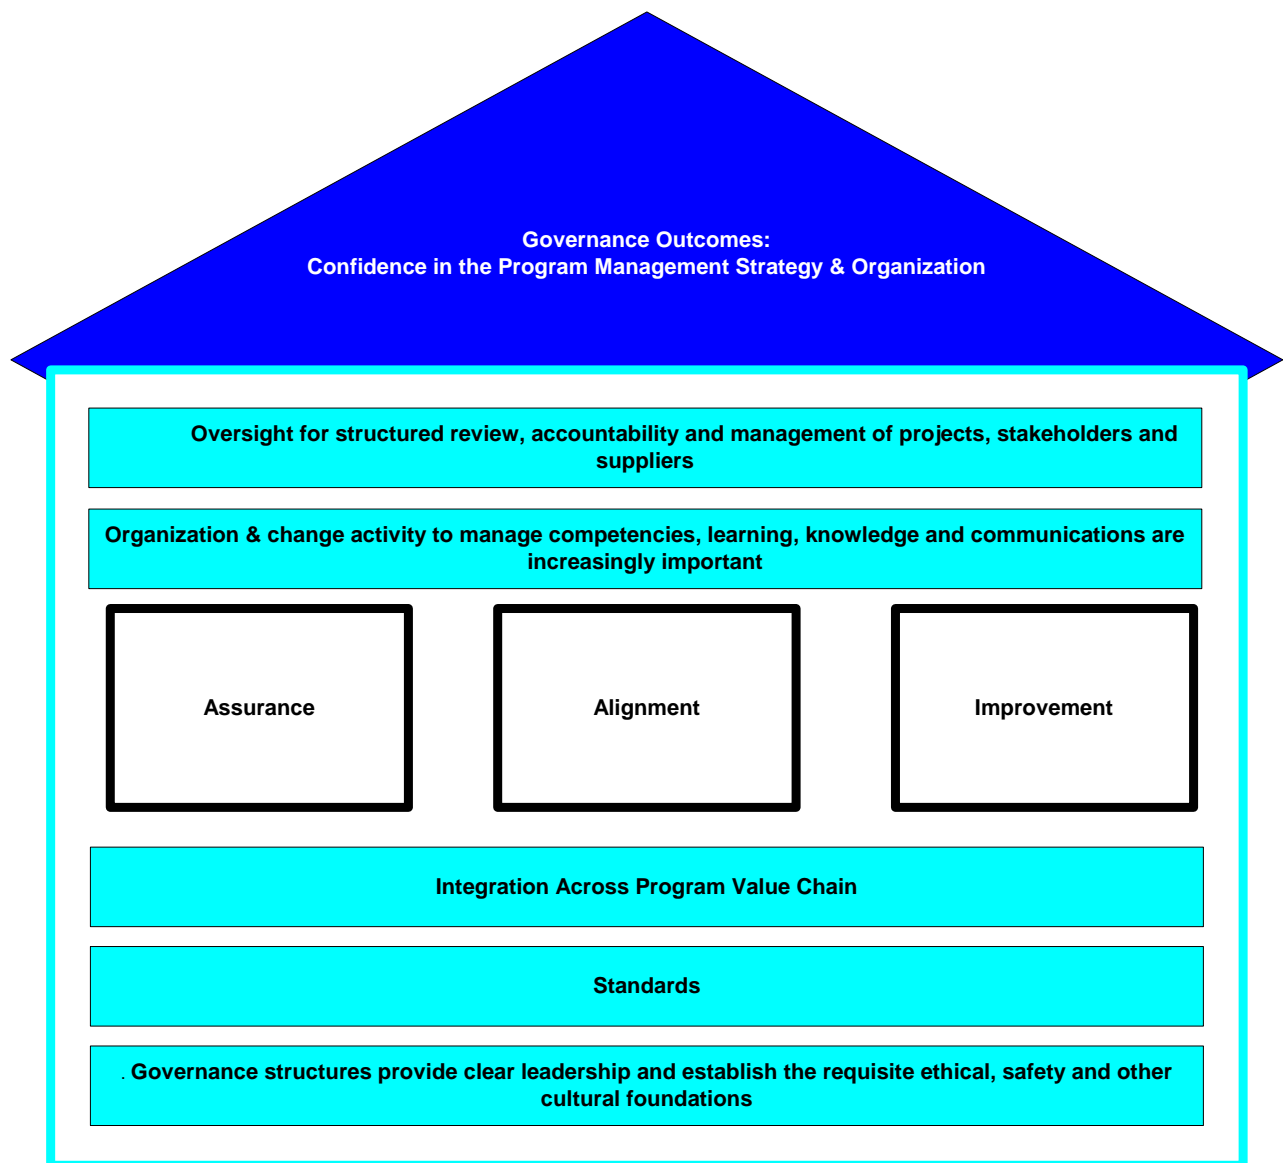 Governance Outcomes:
Confidence in the Program Management Strategy & Organization
Oversight for structured review, accountability and management of projects, stakeholders and
suppliers
Organization & change activity to manage competencies, learning, knowledge and communications are
increasingly important
Assurance
Alignment
Improvement
Integration Across Program Value Chain
Standards
. Governance structures provide clear leadership and establish the requisite ethical, safety and other
cultural foundations